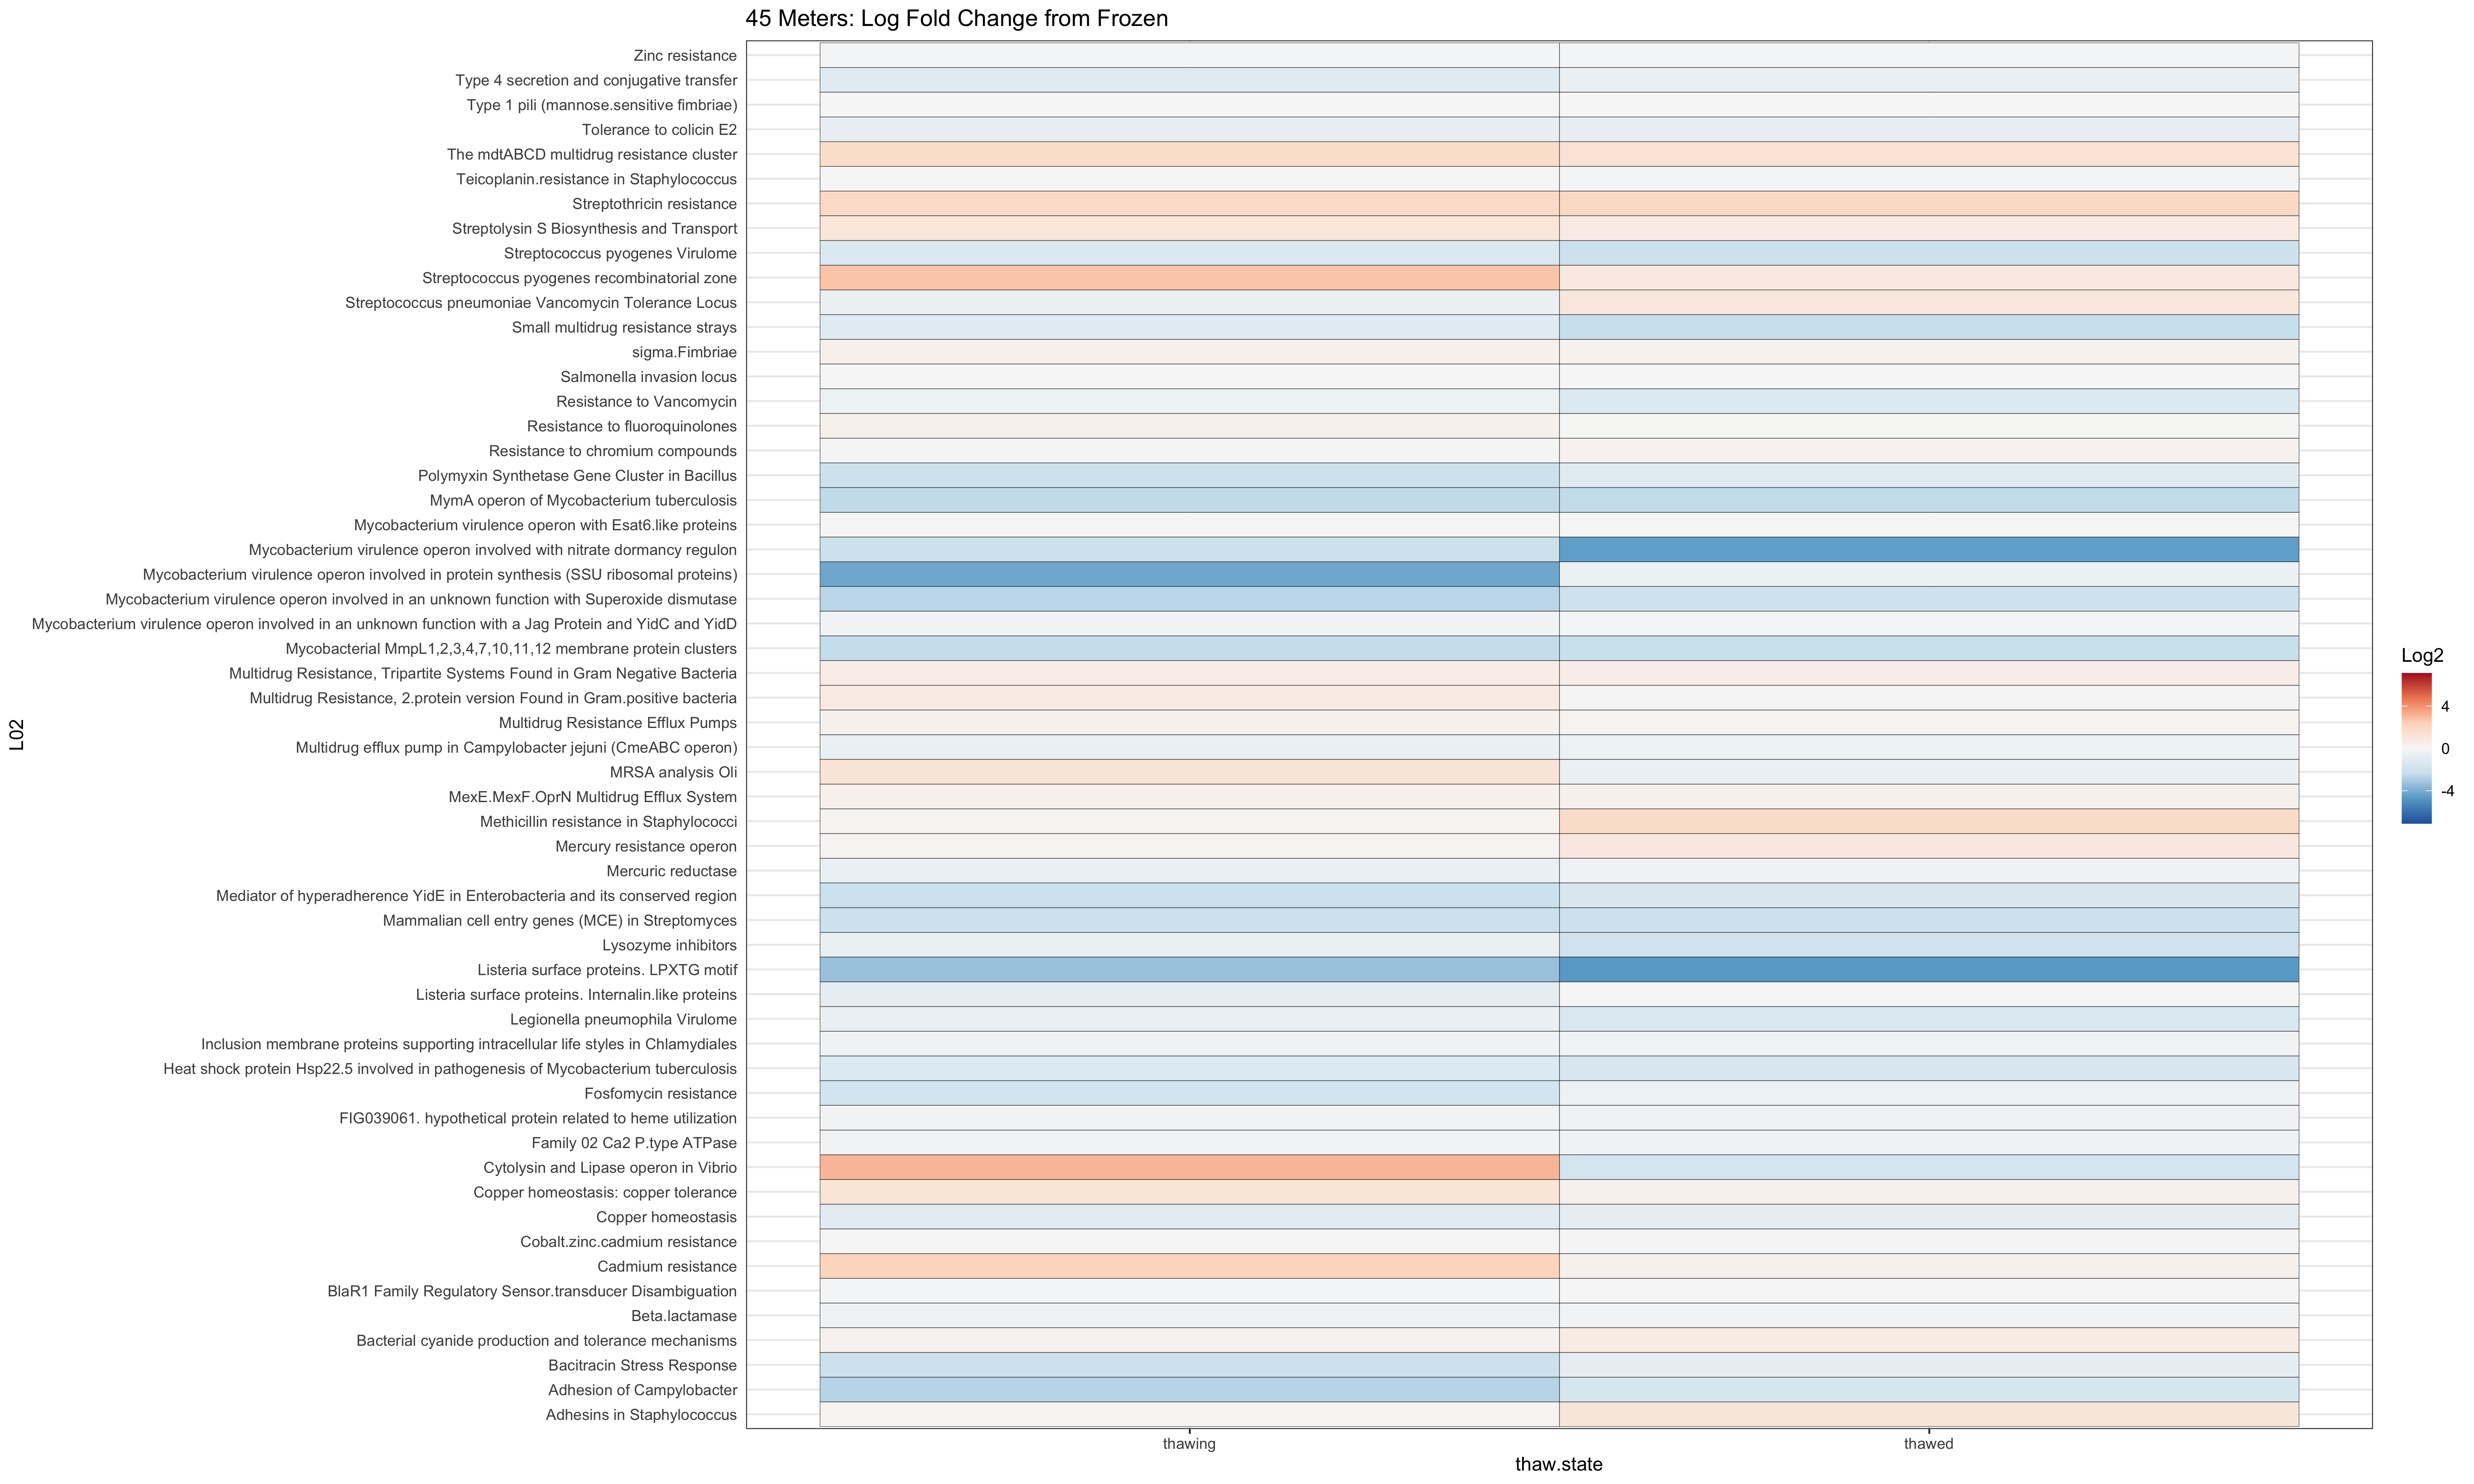 45 Meters: Log Fold Change from Frozen
Zinc resistance
Type 4 secretion and conjugative transfer
Type 1 pili (mannose.sensitive fimbriae)
Tolerance to colicin E2
The mdtABCD multidrug resistance cluster
Teicoplanin.resistance in Staphylococcus
Streptothricin resistance
Streptolysin S Biosynthesis and Transport
Streptococcus pyogenes Virulome
Streptococcus pyogenes recombinatorial zone
Streptococcus pneumoniae Vancomycin Tolerance Locus
Small multidrug resistance strays
sigma.Fimbriae
Salmonella invasion locus
Resistance to Vancomycin
Resistance to fluoroquinolones
Resistance to chromium compounds
Polymyxin Synthetase Gene Cluster in Bacillus
MymA operon of Mycobacterium tuberculosis
Mycobacterium virulence operon with Esat6.like proteins
Mycobacterium virulence operon involved with nitrate dormancy regulon
Mycobacterium virulence operon involved in protein synthesis (SSU ribosomal proteins)
Mycobacterium virulence operon involved in an unknown function with Superoxide dismutase
Mycobacterium virulence operon involved in an unknown function with a Jag Protein and YidC and YidD
Mycobacterial MmpL1,2,3,4,7,10,11,12 membrane protein clusters
Multidrug Resistance, Tripartite Systems Found in Gram Negative Bacteria
Multidrug Resistance, 2.protein version Found in Gram.positive bacteria
Multidrug Resistance Efflux Pumps
Multidrug efflux pump in Campylobacter jejuni (CmeABC operon)
MRSA analysis Oli
MexE.MexF.OprN Multidrug Efflux System
Methicillin resistance in Staphylococci
Mercury resistance operon
Mercuric reductase
Mediator of hyperadherence YidE in Enterobacteria and its conserved region
Mammalian cell entry genes (MCE) in Streptomyces
Lysozyme inhibitors
Listeria surface proteins. LPXTG motif
Listeria surface proteins. Internalin.like proteins
Legionella pneumophila Virulome
Inclusion membrane proteins supporting intracellular life styles in Chlamydiales
Heat shock protein Hsp22.5 involved in pathogenesis of Mycobacterium tuberculosis
Fosfomycin resistance
FIG039061. hypothetical protein related to heme utilization
Family 02 Ca2 P.type ATPase
Cytolysin and Lipase operon in Vibrio
Copper homeostasis: copper tolerance
Copper homeostasis
Cobalt.zinc.cadmium resistance
Cadmium resistance
BlaR1 Family Regulatory Sensor.transducer Disambiguation
Beta.lactamase
Bacterial cyanide production and tolerance mechanisms
Bacitracin Stress Response
Adhesion of Campylobacter
Adhesins in Staphylococcus
L02
thawing
thawed
thaw.state
Log2
4
0
-4